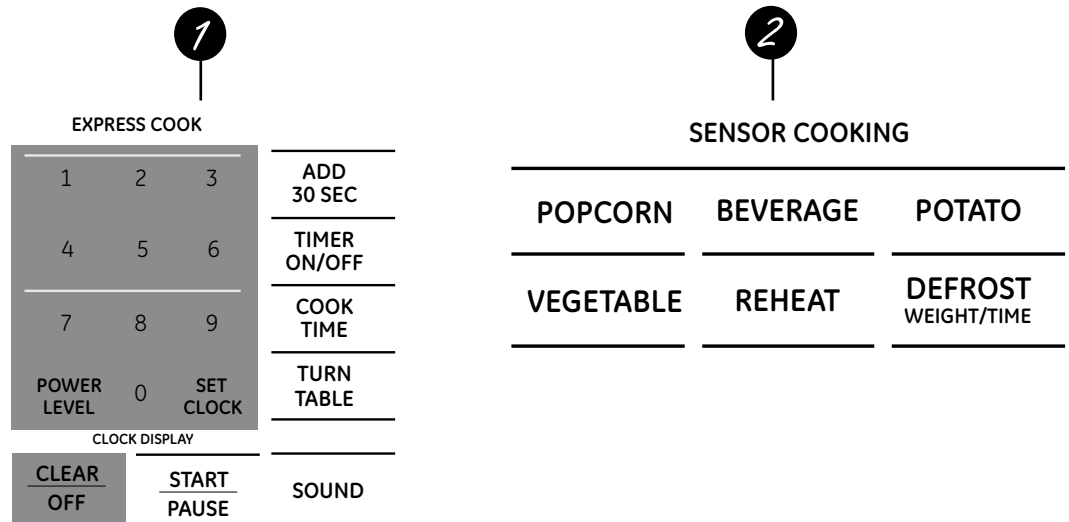 1
2
EXPRESS COOK
1 2 3
ADD
30 SEC
4 5 6
TIMER
ON/OFF
7 8 9
COOK
TIME
POWER
LEVEL
0
SET
CLOCK
TURN
TABLE
CLOCK DISPLAY
CLEAR
OFF
START
PAUSE
SOUND
SENSOR COOKING
POPCORN BEVERAGE POTATO
VEGETABLE REHEAT DEFROST
WEIGHT/TIME